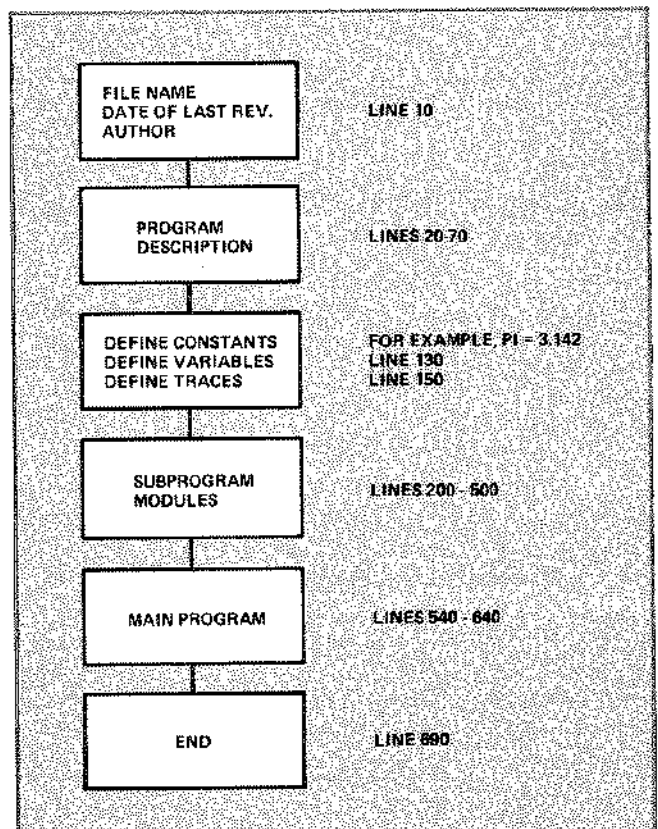 FILE NAME
DATE OF LAST REV.
AUTHOR
LINE 10
PROGRAM
DESCRIPTION
LINES 20-70
DEFINE CONSTANTS
DEFINE VARIABLES
DEFINE TRACES
FOR EXAMPLE, PI = 3.142
LINE 130
LINE 150
SUBPROGRAM
MODULES
LINES 200 - 500
MAIN PROGRAM
LINES 540 - 640
END
LINE 690